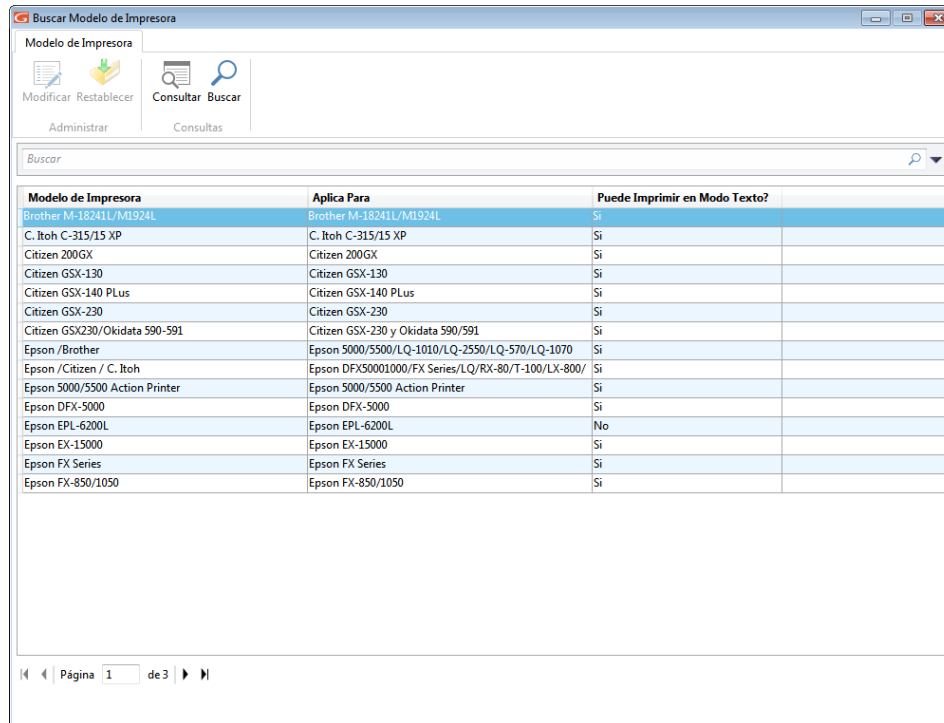 Buscar Modelo de Impresora
Modelo de Impresora
Modificar Restablecer Consultar Buscar
Administrar Consultas
Buscar
Modelo de Impresora Aplica Para Puede Imprimir en Modo Texto?
Brother M-18241L/M1924L Brother M-18241L/M1924L Si
C. Itoh C-315/15 XP C. Itoh C-315/15 XP Si
Citizen 200GX Citizen 200GX Si
Citizen GSX-130 Citizen GSX-130 Si
Citizen GSX-140 PLus Citizen GSX-140 PLus Si
Citizen GSX-230 Citizen GSX-230 Si
Citizen GSX230/Okidata 590-591 Citizen GSX-230 y Okidata 590/591 Si
Epson /Brother Epson 5000/5500/LQ-1010/LQ-2550/LQ-570/LQ-1070 Si
Epson /Citizen / C. Itoh Epson DFX50001000/FX Series/LQ/RX-80/T-100/LX-800/ Si
Epson 5000/5500 Action Printer Epson 5000/5500 Action Printer Si
Epson DFX-5000 Epson DFX-5000 Si
Epson EPL-6200L Epson EPL-6200L No
Epson EX-15000 Epson EX-15000 Si
Epson FX Series Epson FX Series Si
Epson FX-850/1050 Epson FX-850/1050 Si
Página 1 de 3